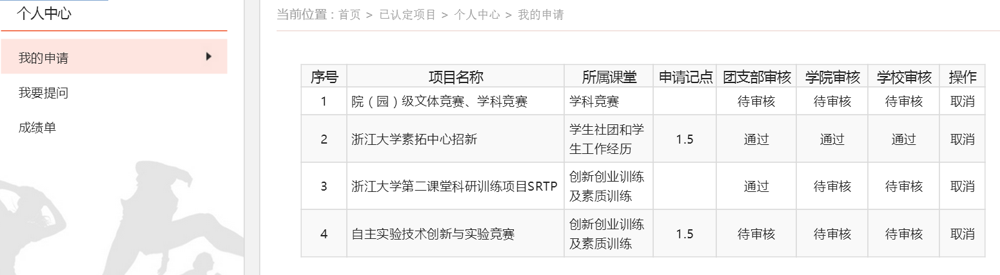 个人中心
我的申请
我要提问
成绩单
当前位置：首页 > 已认定项目 > 个人中心 > 我的申请
序号 项目名称 所属课堂 申请记点 团支部审核 学院审核 学校审核 操作
1 院（园）级文体竞赛、学科竞赛 学科竞赛 待审核 待审核 待审核 取消
2 浙江大学素拓中心招新 学生社团和学
生工作经历 1.5 通过 通过 通过 取消
3 浙江大学第二课堂科研训练项目SRTP 创新创业训练
及素质训练 通过 待审核 待审核 取消
4 自主实验技术创新与实验竞赛 创新创业训练
及素质训练 1.5 待审核 待审核 待审核 取消